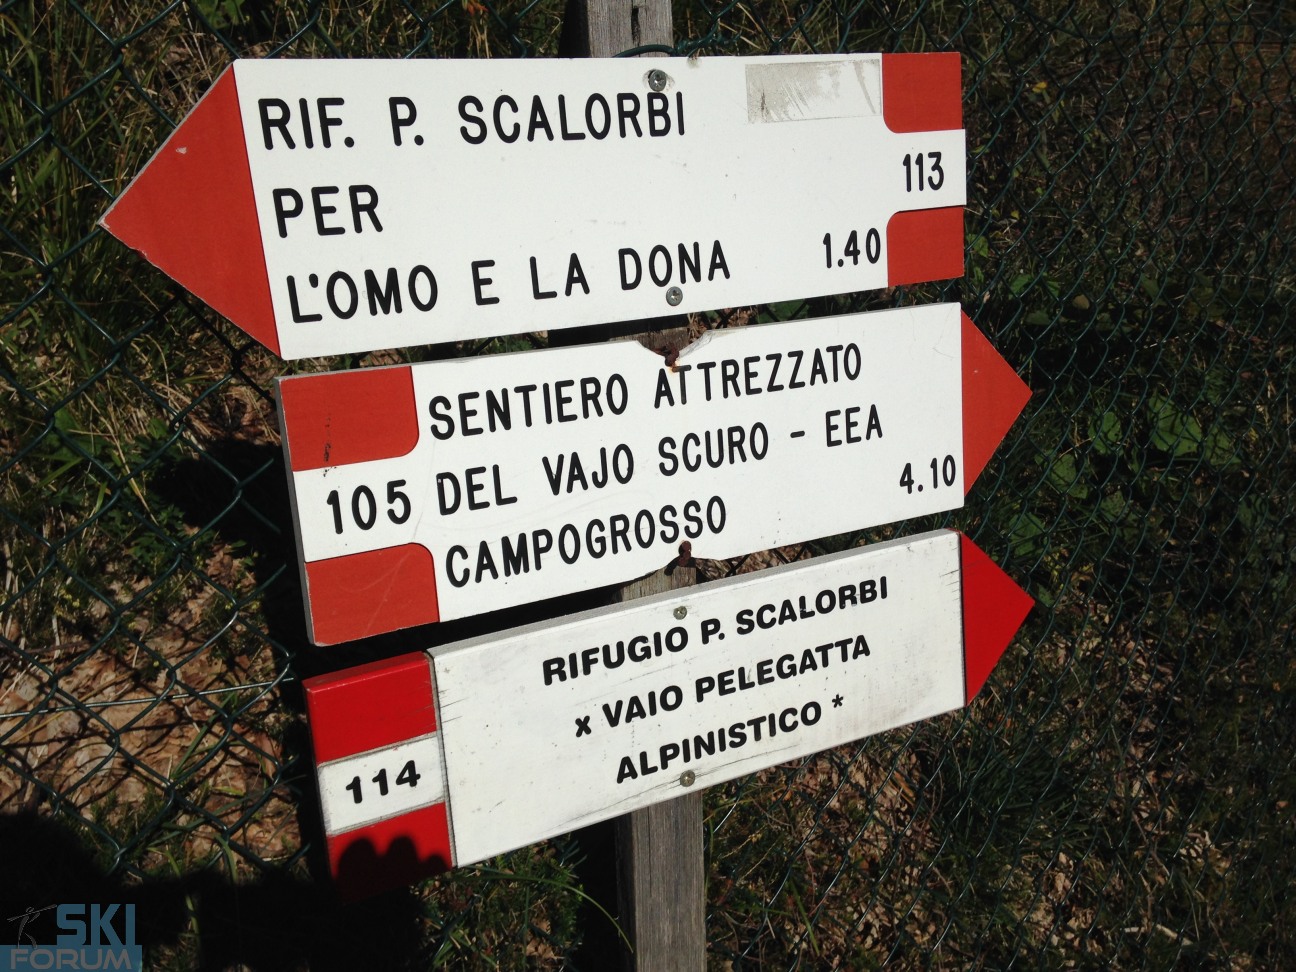 RIF. P. SCALORBI
PER
L'OMO E LA DONA
1.40
113
SENTIERO ATTREZZATO
105 DEL VAJO SCURO - EEA
CAMPOGROSSO
4.10
RIFUGIO P. SCALORBI
x VAIO PELEGATTA
ALPINISTICO *
114
SKI
FORUM